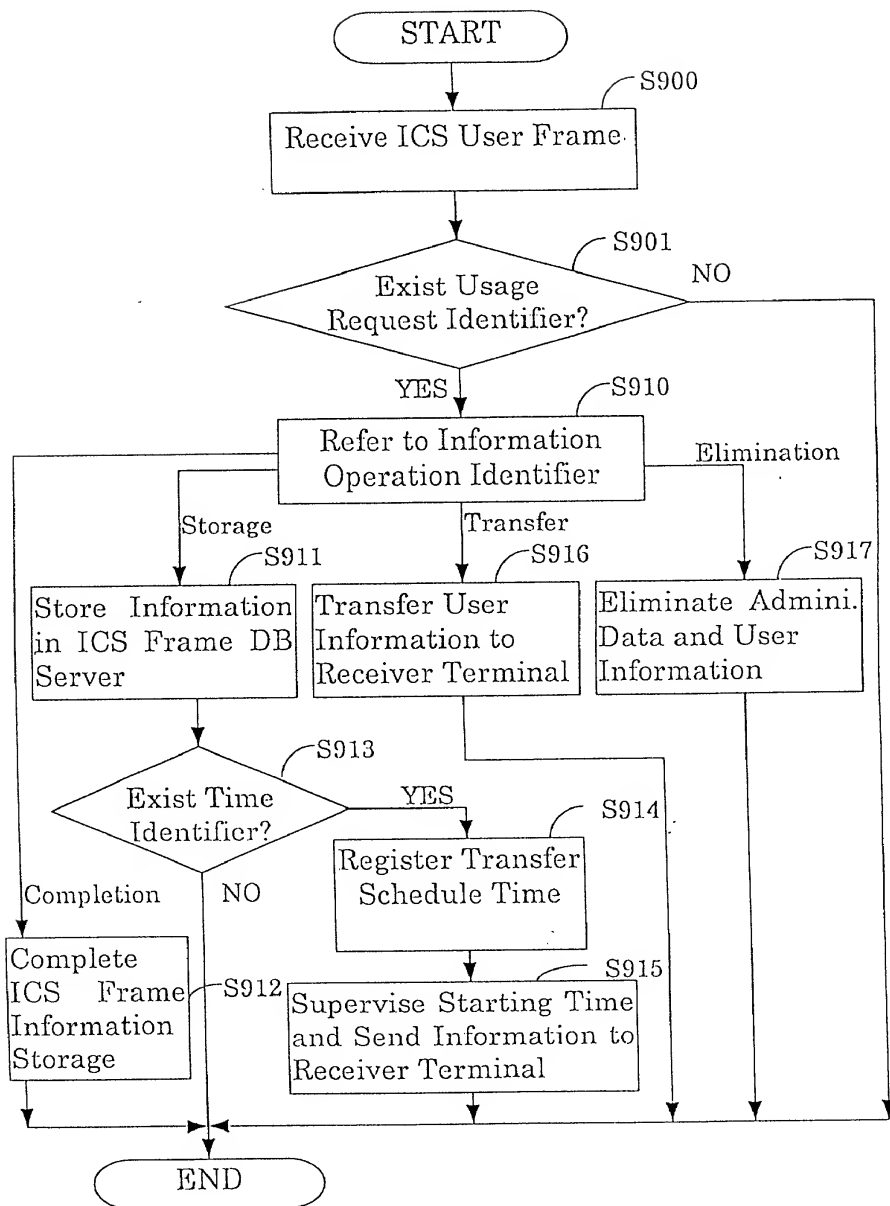 START
S900
Receive ICS User Frame
S901
NO
Exist Usage
Request Identifier?
YES
S910
Refer to Information
Operation Identifier
Elimination
Storage
Transfer
S911
S916
S917
Store Information
in ICS Frame DB
Server
Transfer User
Information to
Receiver Terminal
Eliminate Admini.
Data and User
Information
S913
Exist Time
Identifier?
YES
S914
Register Transfer
Schedule Time
Completion
NO
Complete
ICS Frame
Information
Storage
S912
S915
Supervise Starting Time
and Send Information to
Receiver Terminal
END